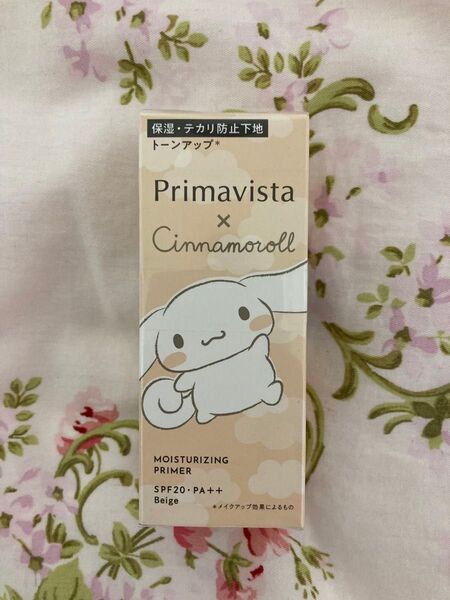 保湿・テカリ防止下地
トーンアップ*
Primavista
×
Cinnamoroll
MOISTURIZING
PRIMER
SPF20・PA++
Beige
*メイクアップ効果によるもの